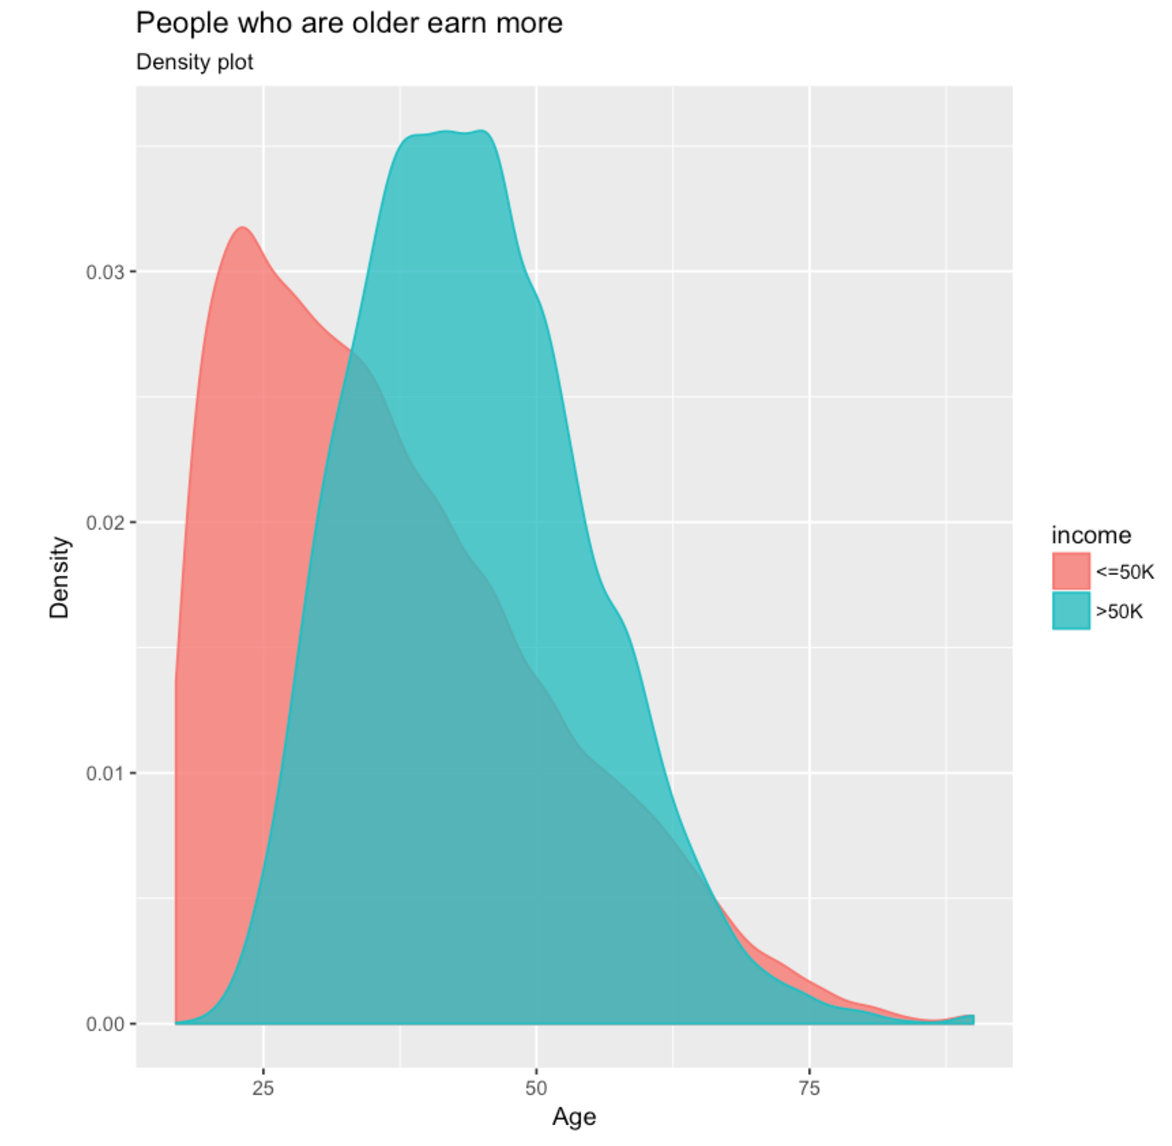 People who are older earn more
Density plot
0.03
0.02
0.01
0.00
Density
25 50 75
Age
income
<=50K
>50K